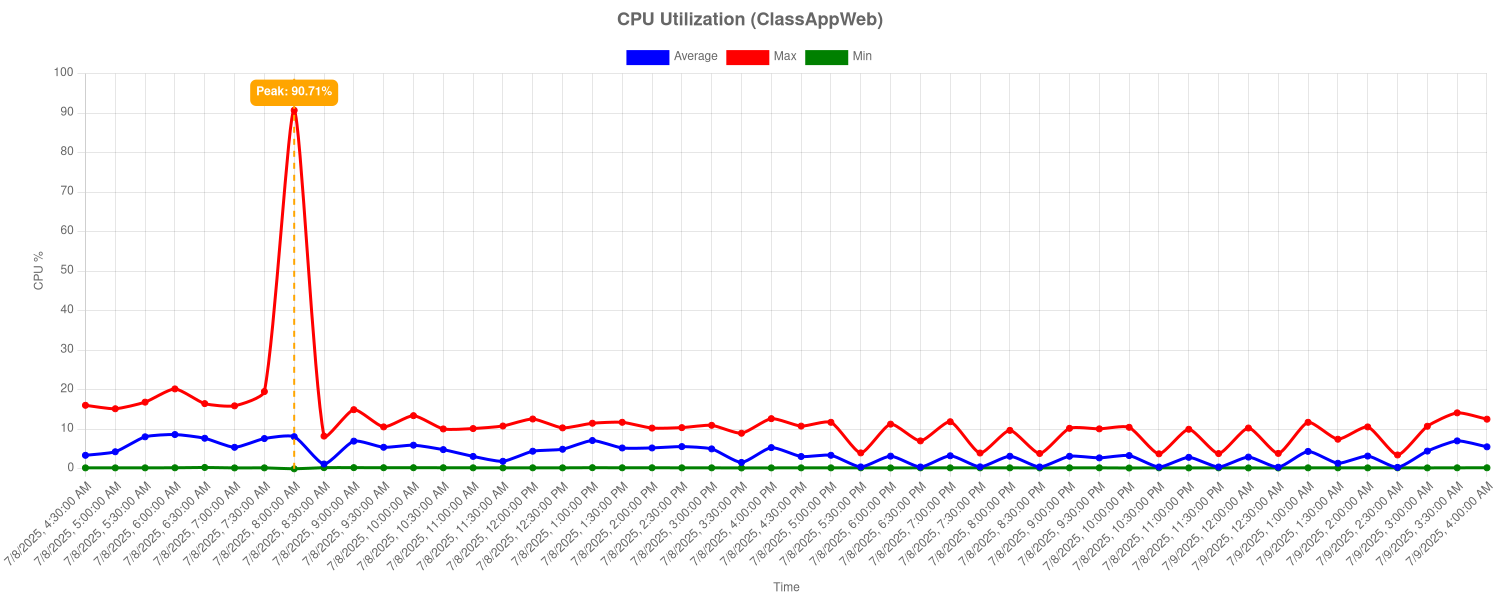 CPU Utilization (ClassAppWeb)
Average Max Min
Peak: 90.71%
CPU %
100
90
80
70
60
50
40
30
20
10
0
7/8/2025, 4:30:00 AM
7/8/2025, 5:00:00 AM
7/8/2025, 5:30:00 AM
7/8/2025, 6:00:00 AM
7/8/2025, 6:30:00 AM
7/8/2025, 7:00:00 AM
7/8/2025, 7:30:00 AM
7/8/2025, 8:00:00 AM
7/8/2025, 8:30:00 AM
7/8/2025, 9:00:00 AM
7/8/2025, 9:30:00 AM
7/8/2025, 10:00:00 AM
7/8/2025, 10:30:00 AM
7/8/2025, 11:00:00 AM
7/8/2025, 11:30:00 AM
7/8/2025, 12:00:00 PM
7/8/2025, 12:30:00 PM
7/8/2025, 1:00:00 PM
7/8/2025, 1:30:00 PM
7/8/2025, 2:00:00 PM
7/8/2025, 2:30:00 PM
7/8/2025, 3:00:00 PM
7/8/2025, 3:30:00 PM
7/8/2025, 4:00:00 PM
7/8/2025, 4:30:00 PM
7/8/2025, 5:00:00 PM
7/8/2025, 5:30:00 PM
7/8/2025, 6:00:00 PM
7/8/2025, 6:30:00 PM
7/8/2025, 7:00:00 PM
7/8/2025, 7:30:00 PM
7/8/2025, 8:00:00 PM
7/8/2025, 8:30:00 PM
7/8/2025, 9:00:00 PM
7/8/2025, 9:30:00 PM
7/8/2025, 10:00:00 PM
7/8/2025, 10:30:00 PM
7/8/2025, 11:00:00 PM
7/8/2025, 11:30:00 PM
7/9/2025, 12:00:00 AM
7/9/2025, 12:30:00 AM
7/9/2025, 1:00:00 AM
7/9/2025, 1:30:00 AM
7/9/2025, 2:00:00 AM
7/9/2025, 2:30:00 AM
7/9/2025, 3:00:00 AM
7/9/2025, 3:30:00 AM
7/9/2025, 4:00:00 AM
Time